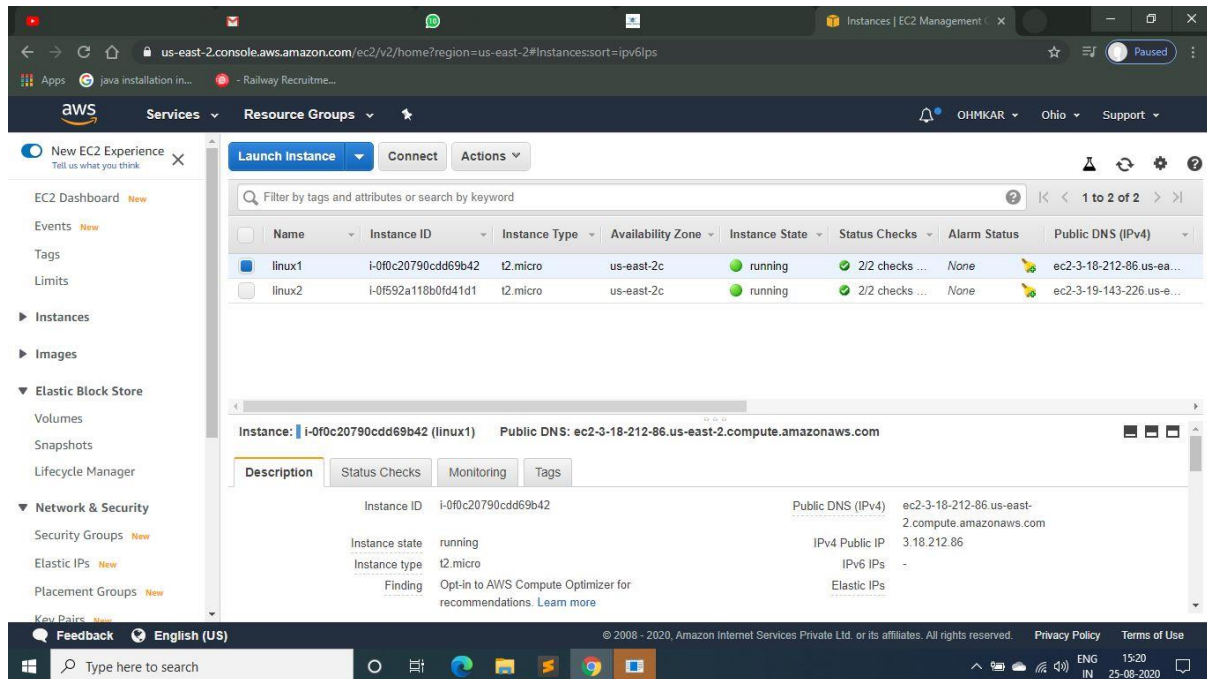 10
Instances | EC2 Management C
us-east-2.console.aws.amazon.com/ec2/v2/home?region=us-east-2#Instances:sort=ipv6Ips
Paused
Apps
java installation in...
- Railway Recruitme...
aws
Services
Resource Groups
OHMKAR
Ohio
Support
New EC2 Experience
Tell us what you think
Launch Instance
Connect
Actions
EC2 Dashboard New
Events New
Tags
Limits
Instances
Images
Elastic Block Store
Volumes
Snapshots
Lifecycle Manager
Network & Security
Security Groups New
Elastic IPs New
Placement Groups New
Key Pairs New
Filter by tags and attributes or search by keyword
1 to 2 of 2
Name Instance ID Instance Type Availability Zone Instance State Status Checks Alarm Status Public DNS (IPv4)
linux1 i-0f0c20790cdd69b42 t2.micro us-east-2c running 2/2 checks ... None ec2-3-18-212-86.us-ea...
linux2 i-0f592a118b0fd41d1 t2.micro us-east-2c running 2/2 checks ... None ec2-3-19-143-226.us-e...
Instance: i-0f0c20790cdd69b42 (linux1) Public DNS: ec2-3-18-212-86.us-east-2.compute.amazonaws.com
Description Status Checks Monitoring Tags
Instance ID i-0f0c20790cdd69b42
Instance state running
Instance type t2.micro
Finding Opt-in to AWS Compute Optimizer for
recommendations. Learn more
Public DNS (IPv4) ec2-3-18-212-86.us-east-
2.compute.amazonaws.com
IPv4 Public IP 3.18.212.86
IPv6 IPs -
Elastic IPs
Feedback English (US)
© 2008 - 2020, Amazon Internet Services Private Ltd. or its affiliates. All rights reserved. Privacy Policy Terms of Use
Type here to search
ENG
IN
15:20
25-08-2020